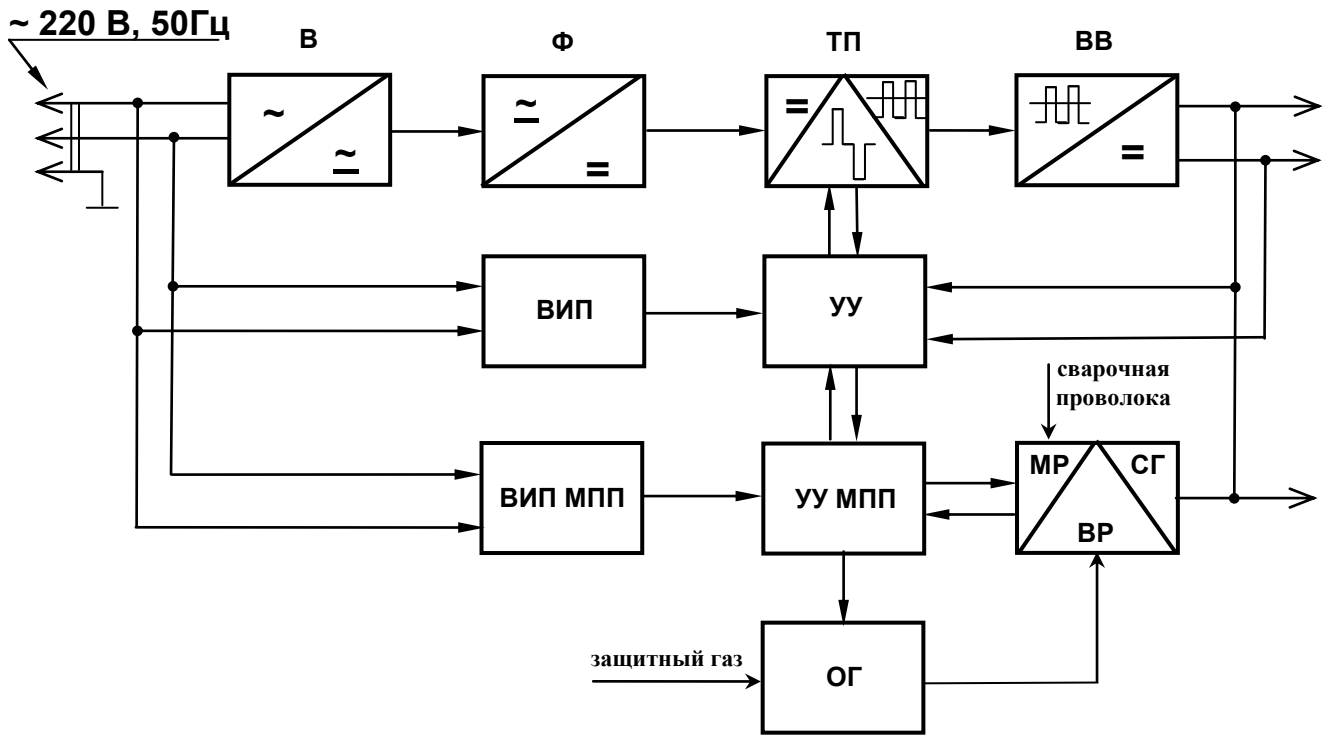 ~ 220 В, 50Гц
В
Ф
ТП
ВВ
~
≃
≃
=
=
=
ВИП
УУ
сварочная
проволока
ВИП МПП
УУ МПП
МР
СГ
ВР
защитный газ
ОГ